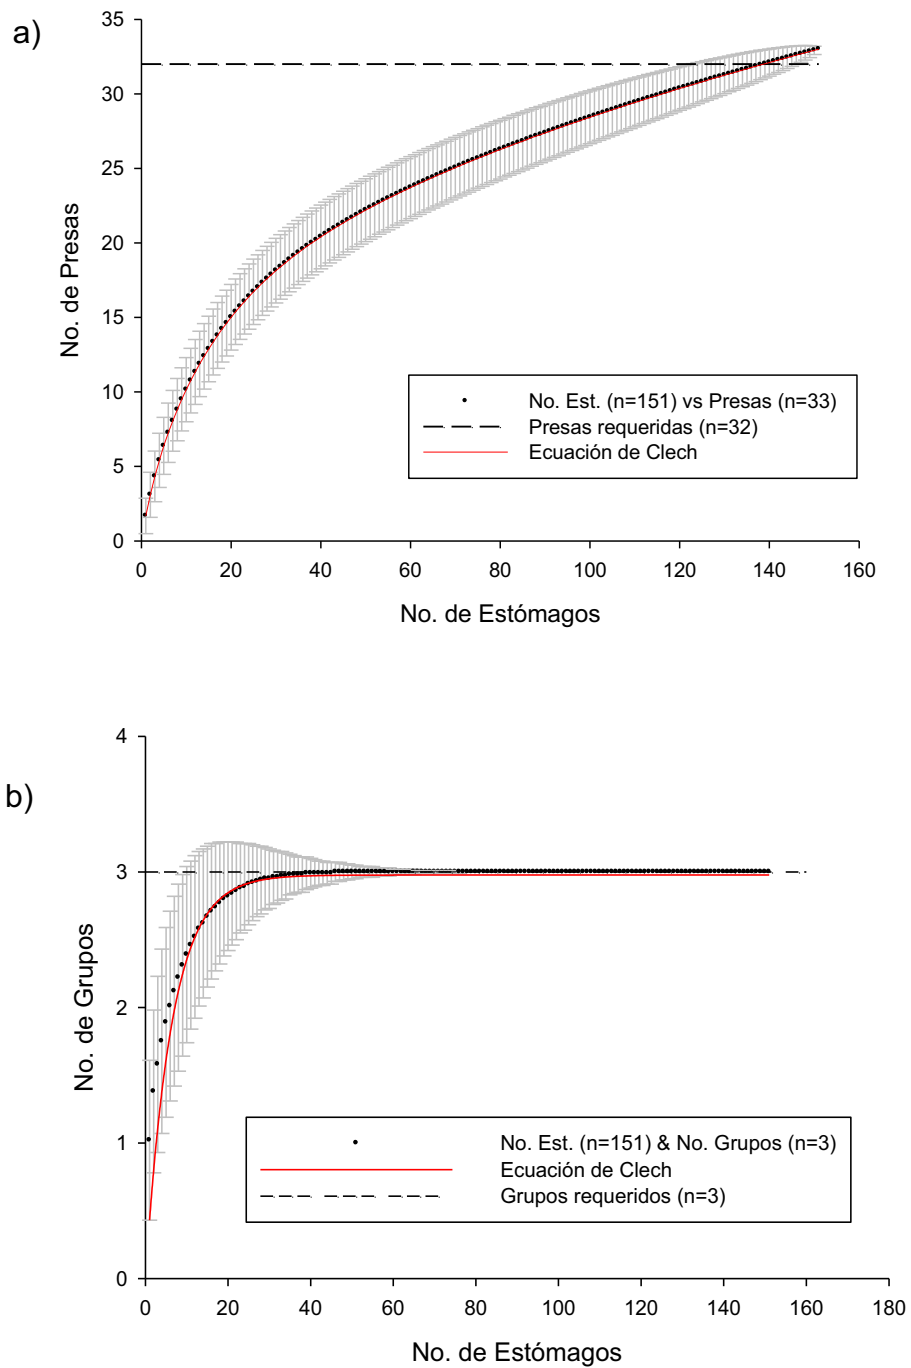 a)
35
30
25
20
15
10
5
0
No. de Presas
No. Est. (n=151) vs Presas (n=33)
Presas requeridas (n=32)
Ecuación de Clech
0 20 40 60 80 100 120 140 160
No. de Estómagos
b)
4
3
2
1
0
No. de Grupos
No. Est. (n=151) & No. Grupos (n=3)
Ecuación de Clech
Grupos requeridos (n=3)
0 20 40 60 80 100 120 140 160 180
No. de Estómagos